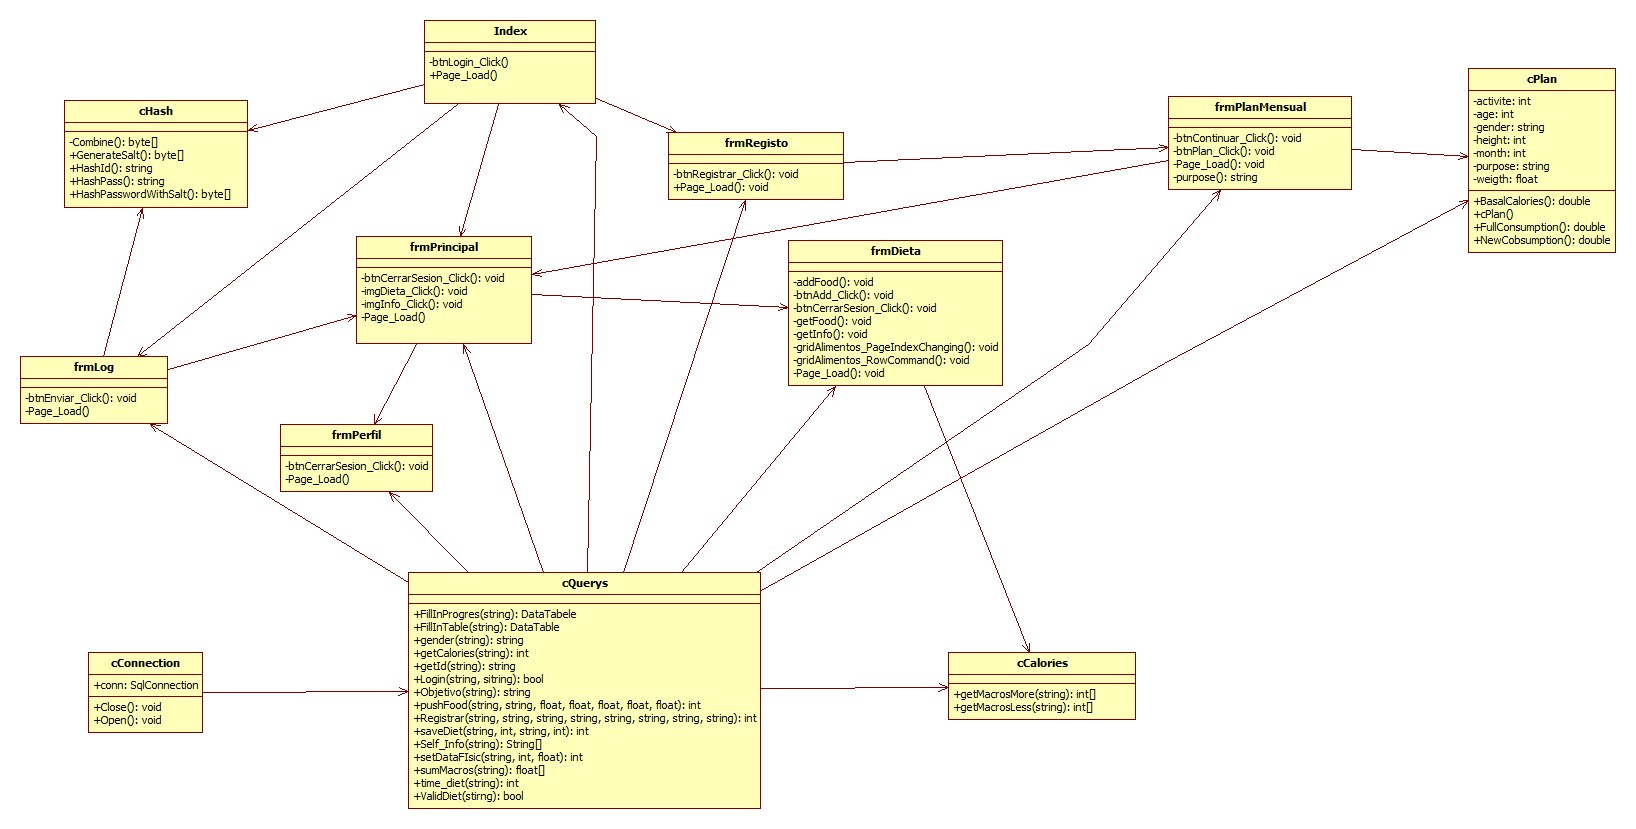 Index
-btnLogin_Click()
+Page_Load()
cHash
-Combine(): byte[]
+GenerateSalt(): byte[]
+HashId(): string
+HashPass(): string
+HashPasswordWithSalt(): byte[]
frmRegisto
-btnRegistrar_Click(): void
+Page_Load(): void
frmPlanMensual
-btnContinuar_Click(): void
-btnPlan_Click(): void
-Page_Load(): void
-purpose(): string
cPlan
-activite: int
-age: int
-gender: string
-height: int
-month: int
-purpose: string
-weigth: float
+BasalCalories(): double
+cPlan()
+FullConsumption(): double
+NewCobsumption(): double
frmPrincipal
-btnCerrarSesion_Click(): void
-imgDieta_Click(): void
-imgInfo_Click(): void
-Page_Load()
frmDieta
-addFood(): void
-btnAdd_Click(): void
-btnCerrarSesion_Click(): void
-getFood(): void
-getInfo(): void
-gridAlimentos_PageIndexChanging(): void
-gridAlimentos_RowCommand(): void
-Page_Load(): void
frmLog
-btnEnviar_Click(): void
-Page_Load()
frmPerfil
-btnCerrarSesion_Click(): void
-Page_Load()
cQuerys
+FillInProgres(string): DataTabele
+FillInTable(string): DataTable
+gender(string): string
+getCalories(string): int
+getId(string): string
+Login(string, sitring): bool
+Objetivo(string): string
+pushFood(string, string, float, float, float, float, float): int
+Registrar(string, string, string, string, string, string, string, string): int
+saveDiet(string, int, string, int): int
+Self_Info(string): String[]
+setDataFIsic(string, int, float): int
+sumMacros(string): float[]
+time_diet(string): int
+ValidDiet(stirng): bool
cConnection
+conn: SqlConnection
+Close(): void
+Open(): void
cCalories
+getMacrosMore(string): int[]
+getMacrosLess(string): int[]